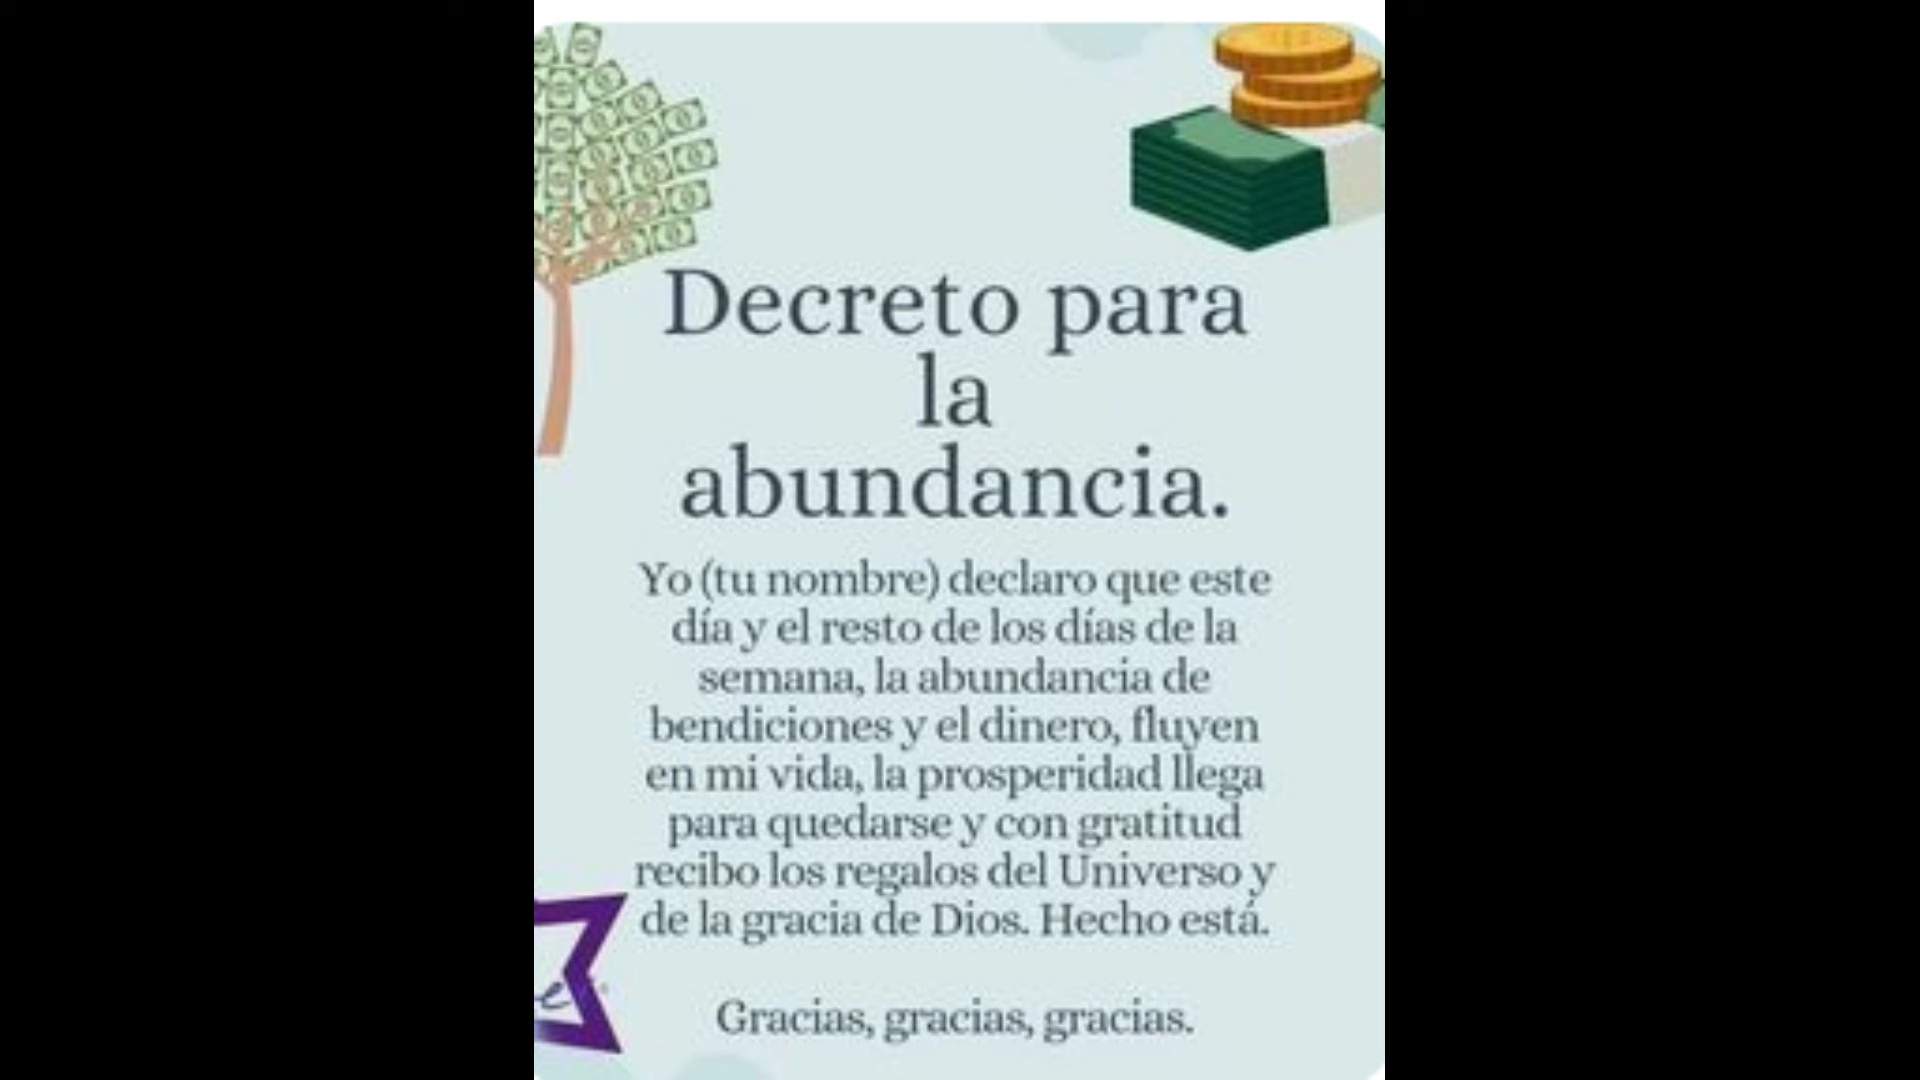 Decreto para
la
abundancia.
Yo (tu nombre) declaro que este
día y el resto de los días de la
semana, la abundancia de
bendiciones y el dinero, fluyen
en mi vida, la prosperidad llega
para quedarse y con gratitud
recibo los regalos del Universo y
de la gracia de Dios. Hecho está.
Gracias, gracias, gracias.